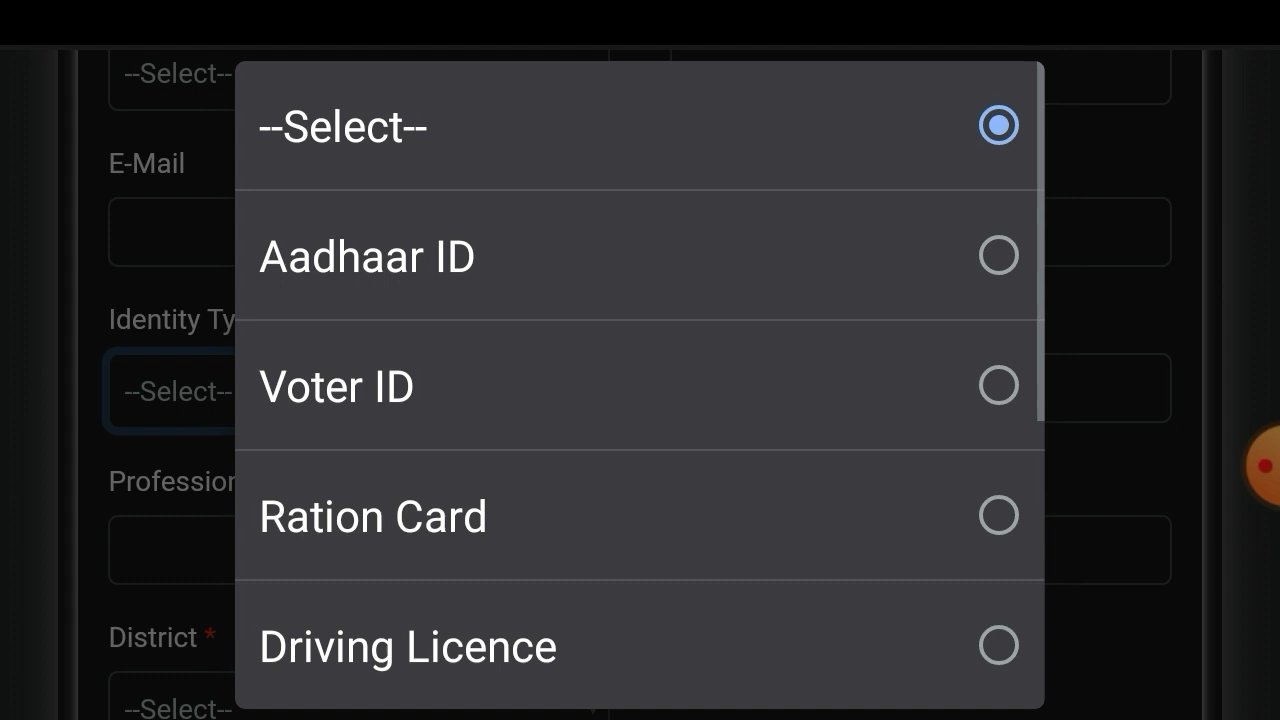 --Select--
--Select--
E-Mail
Aadhaar ID
Identity Ty
Voter ID
--Select--
Profession
Ration Card
District *
Driving Licence
--Select--